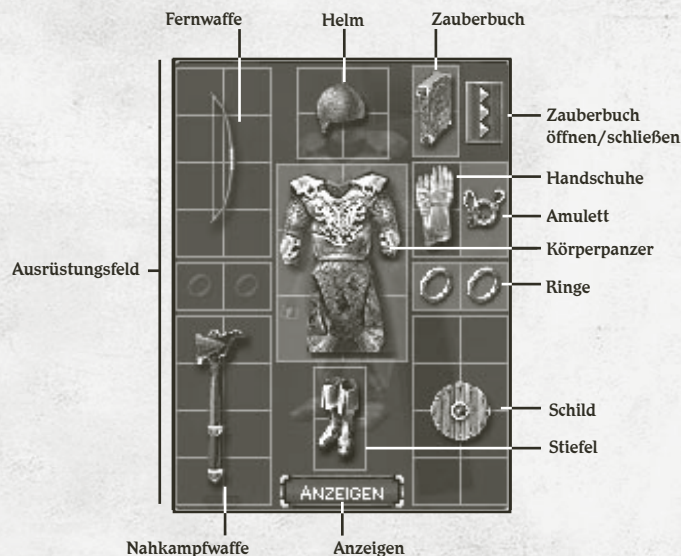 Fernwaffe
Helm
Zauberbuch
Zauberbuch
öffnen/schließen
Handschuhe
Amulett
Körperpanzer
Ausrüstungsfeld
Ringe
Schild
Stiefel
ANZEIGEN
Nahkampfwaffe
Anzeigen